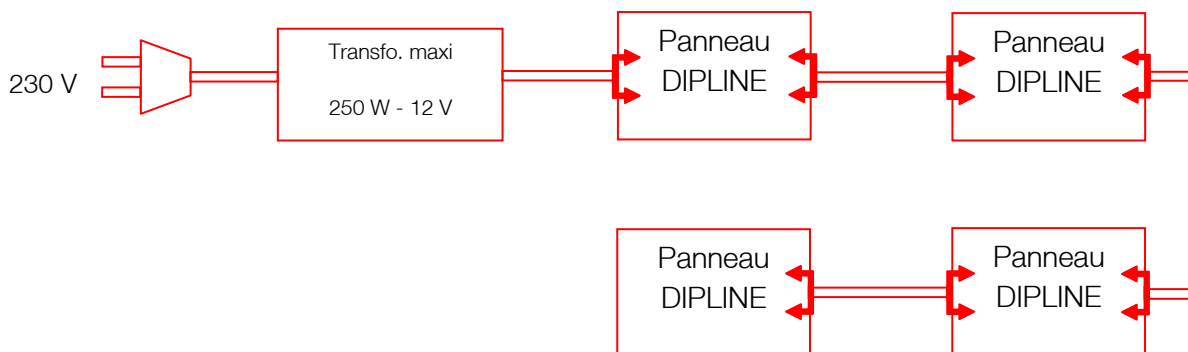 230 V
Transfo. maxi
250 W - 12 V
Panneau
DIPLINE
Panneau
DIPLINE
Panneau
DIPLINE
Panneau
DIPLINE